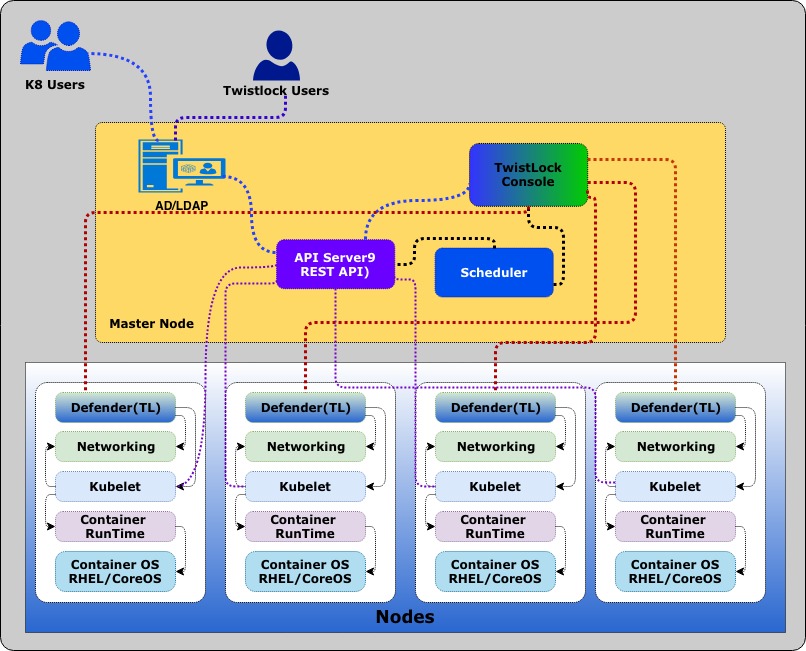 K8 Users
Twistlock Users
AD/LDAP
TwistLock
Console
API Server9
REST API)
Scheduler
Master Node
Defender(TL)
Networking
Kubelet
Container
RunTime
Container OS
RHEL/CoreOS
Defender(TL)
Networking
Kubelet
Container
RunTime
Container OS
RHEL/CoreOS
Defender(TL)
Networking
Kubelet
Container
RunTime
Container OS
RHEL/CoreOS
Defender(TL)
Networking
Kubelet
Container
RunTime
Container OS
RHEL/CoreOS
Nodes